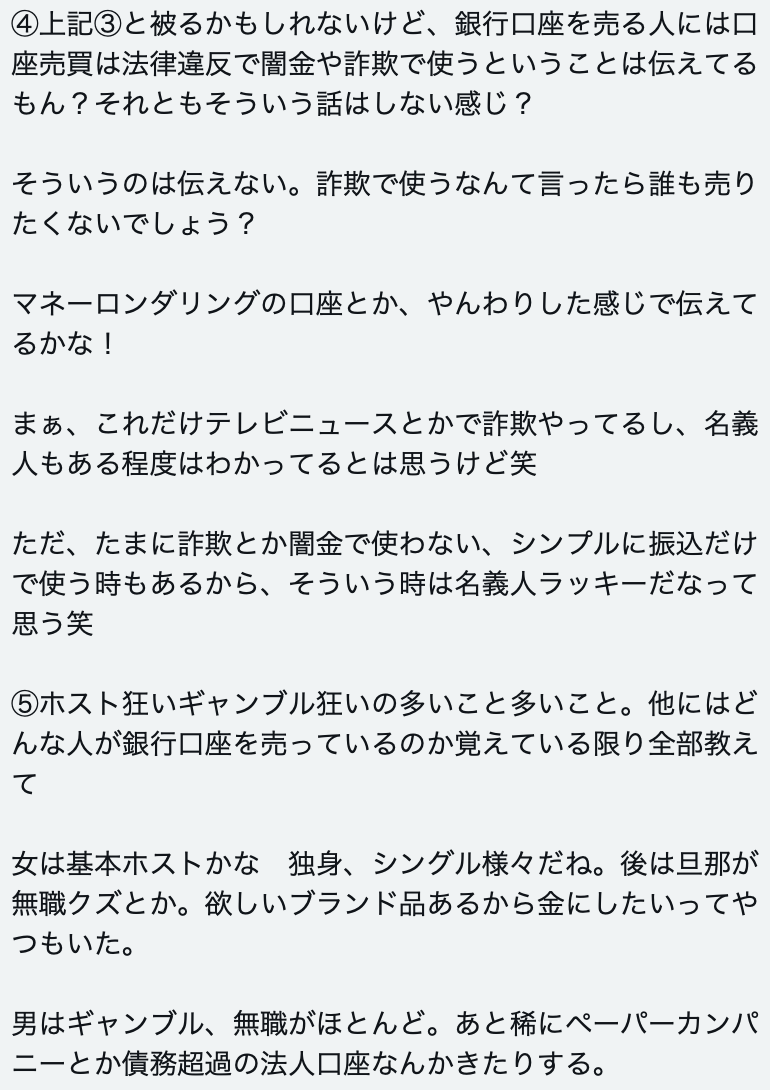 ④上記③と被るかもしれないけど、銀行口座を売る人には口
座売買は法律違反で闇金や詐欺で使うということは伝えてる
もん？それともそういう話はしない感じ？
そういうのは伝えない。詐欺で使うなんて言ったら誰も売り
たくないでしょう？
マネーロンダリングの口座とか、やんわりした感じで伝えて
るかな！
まぁ、これだけテレビニュースとかで詐欺やってるし、名義
人もある程度はわかってるとは思うけど笑
ただ、たまに詐欺とか闇金で使わない、シンプルに振込だけ
で使う時もあるから、そういう時は名義人ラッキーだなって
思う笑
⑤ホスト狂いギャンブル狂いの多いこと多いこと。他にはど
んな人が銀行口座を売っているのか覚えている限り全部教え
て
女は基本ホストかな　独身、シングル様々だね。後は旦那が
無職クズとか。欲しいブランド品あるから金にしたいってや
つもいた。
男はギャンブル、無職がほとんど。あと稀にペーパーカンパ
ニーとか債務超過の法人口座なんかきたりする。